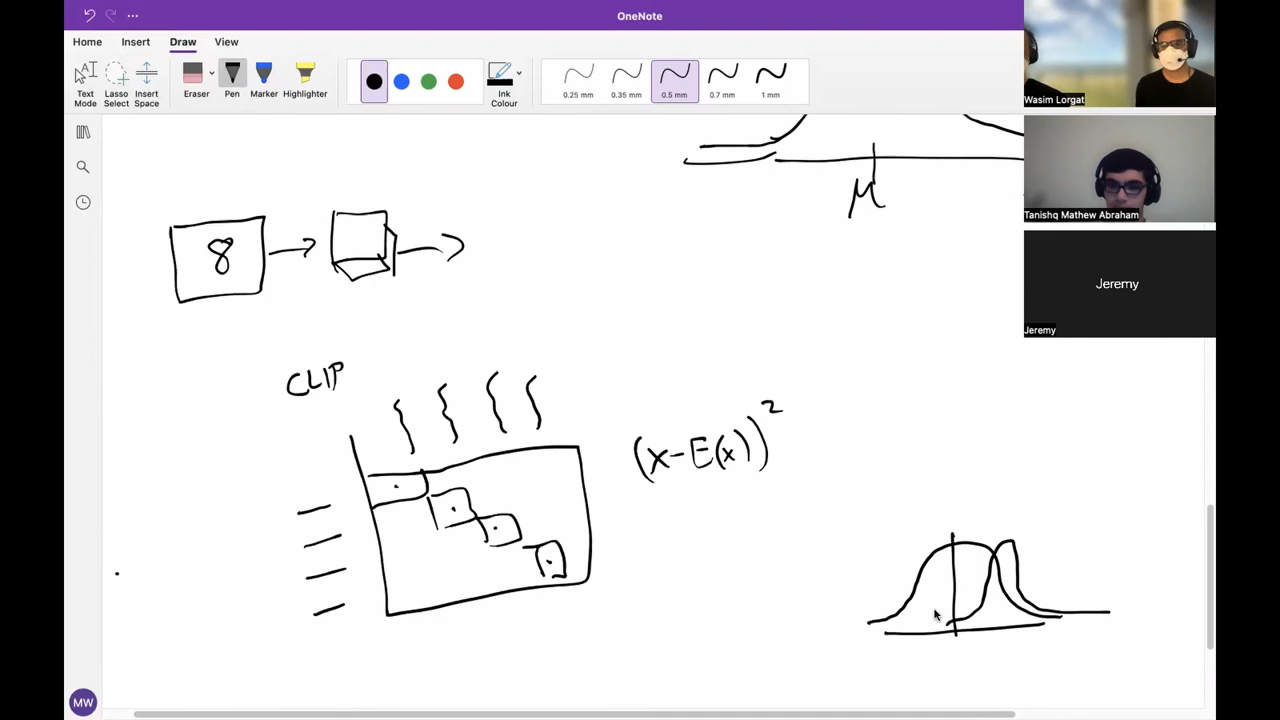 OneNote
Home Insert Draw View
Text Mode
Lasso Select
Insert Space
Eraser
Pen
Marker
Highlighter
Ink Colour
0.25 mm
0.35 mm
0.5 mm
0.7 mm
1 mm
Wasim Lorgat
Tanishq Mathew Abraham
Jeremy
Jeremy
μ
8
CLIP
(x-E(x))²
MW